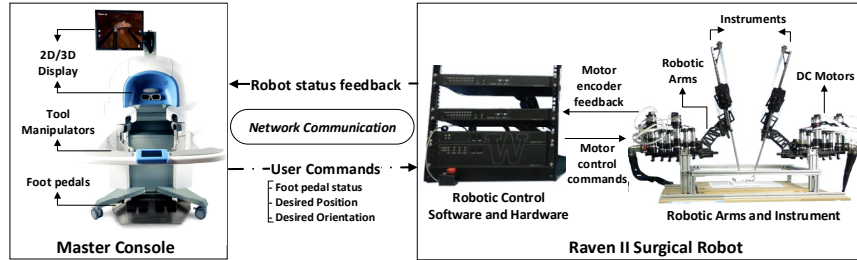 2D/3D
Display
Tool
Manipulators
Foot pedals
Master Console
Robot status feedback
Network Communication
User Commands
Foot pedal status
Desired Position
Desired Orientation
Motor
encoder
feedback
Motor
control
commands
W
Robotic Control
Software and Hardware
Instruments
Robotic
Arms
DC Motors
Robotic Arms and Instrument
Raven II Surgical Robot